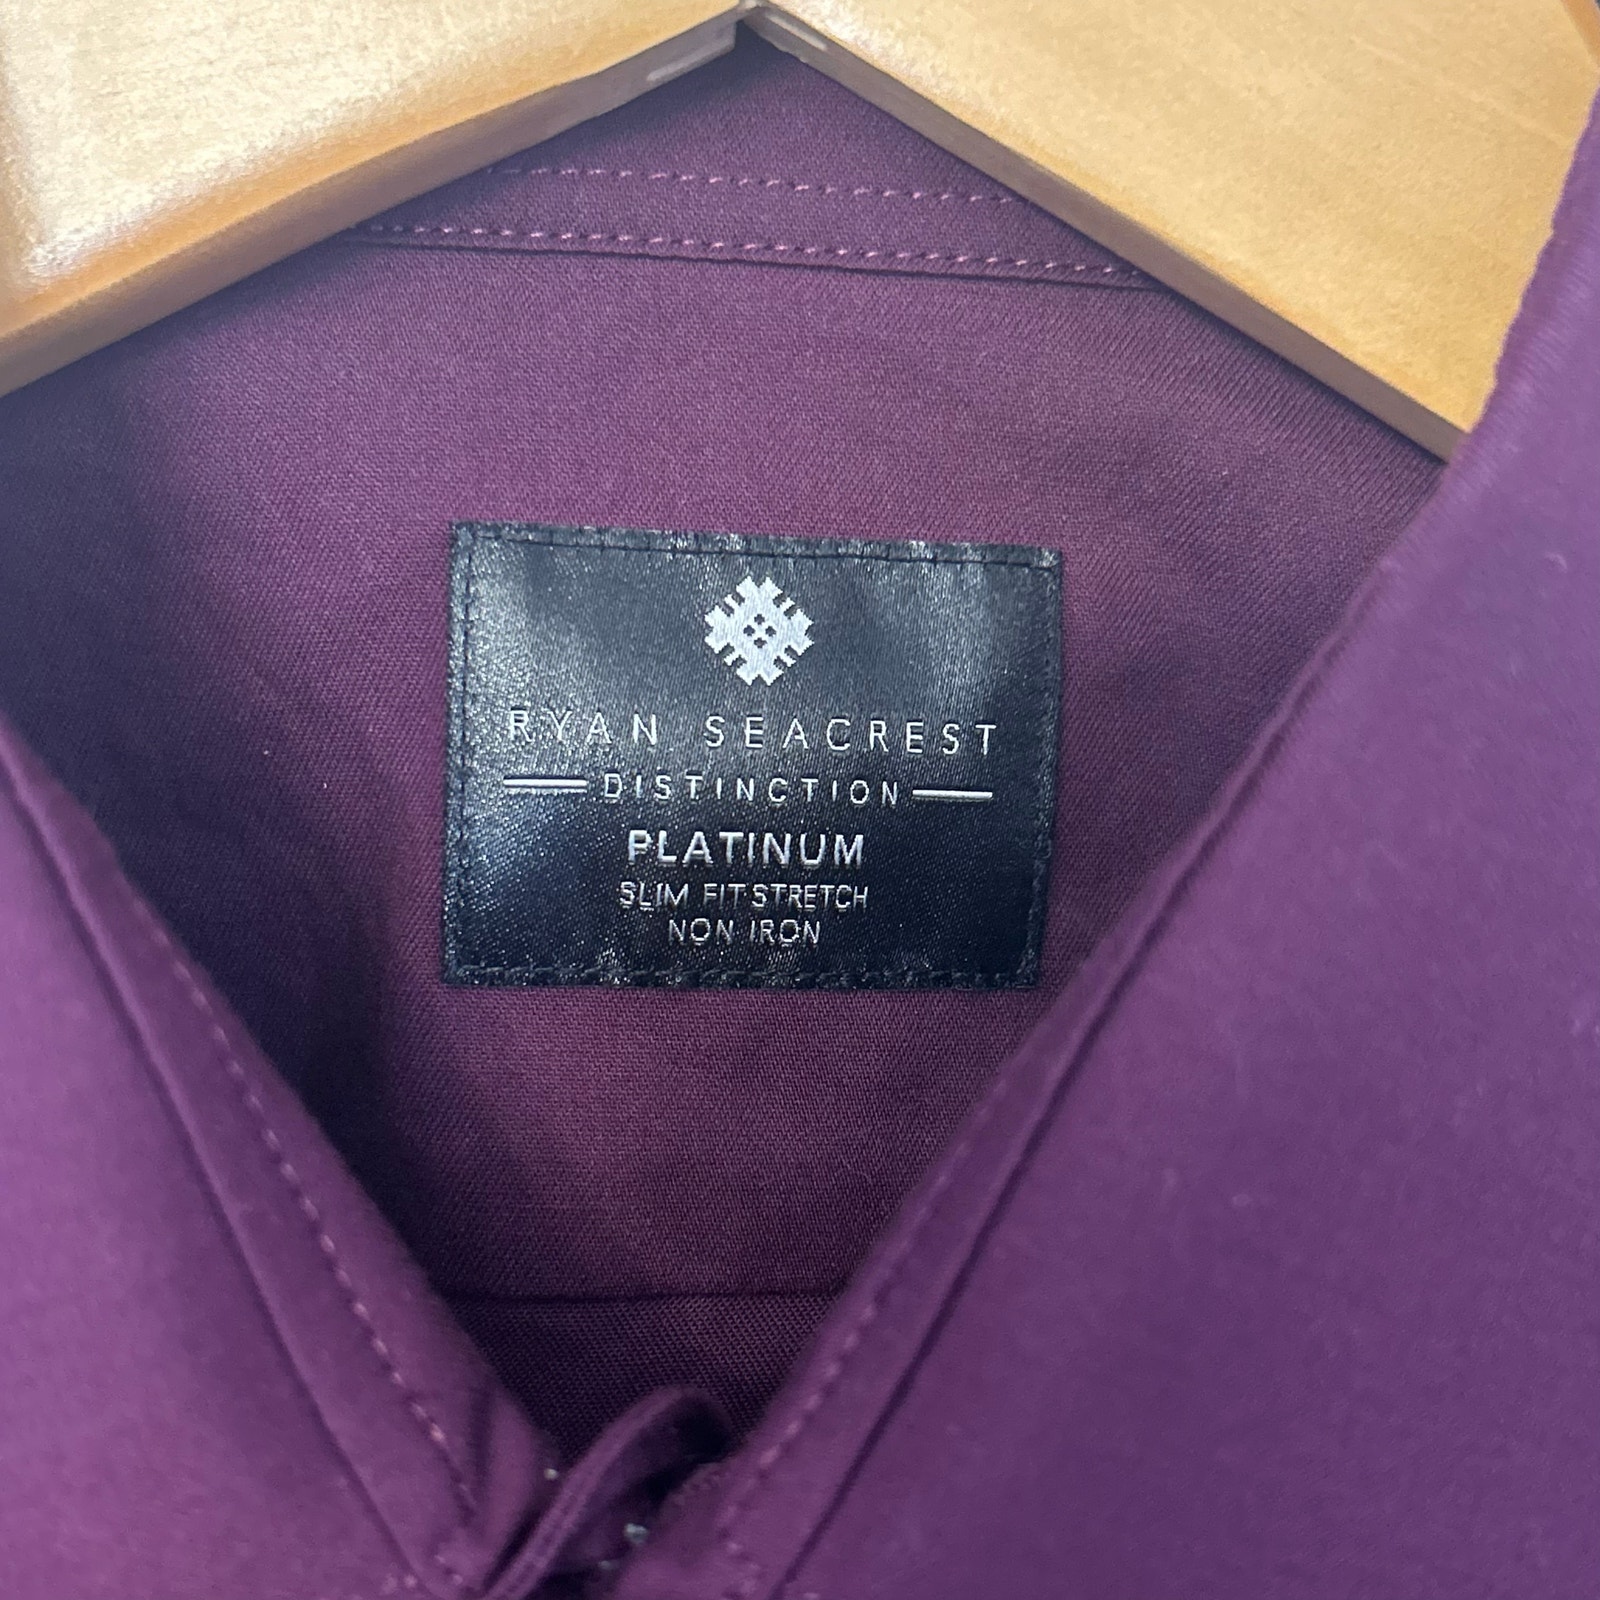 RYAN SEACREST
DISTINCTION
PLATINUM
SLIM FIT STRETCH
NON IRON